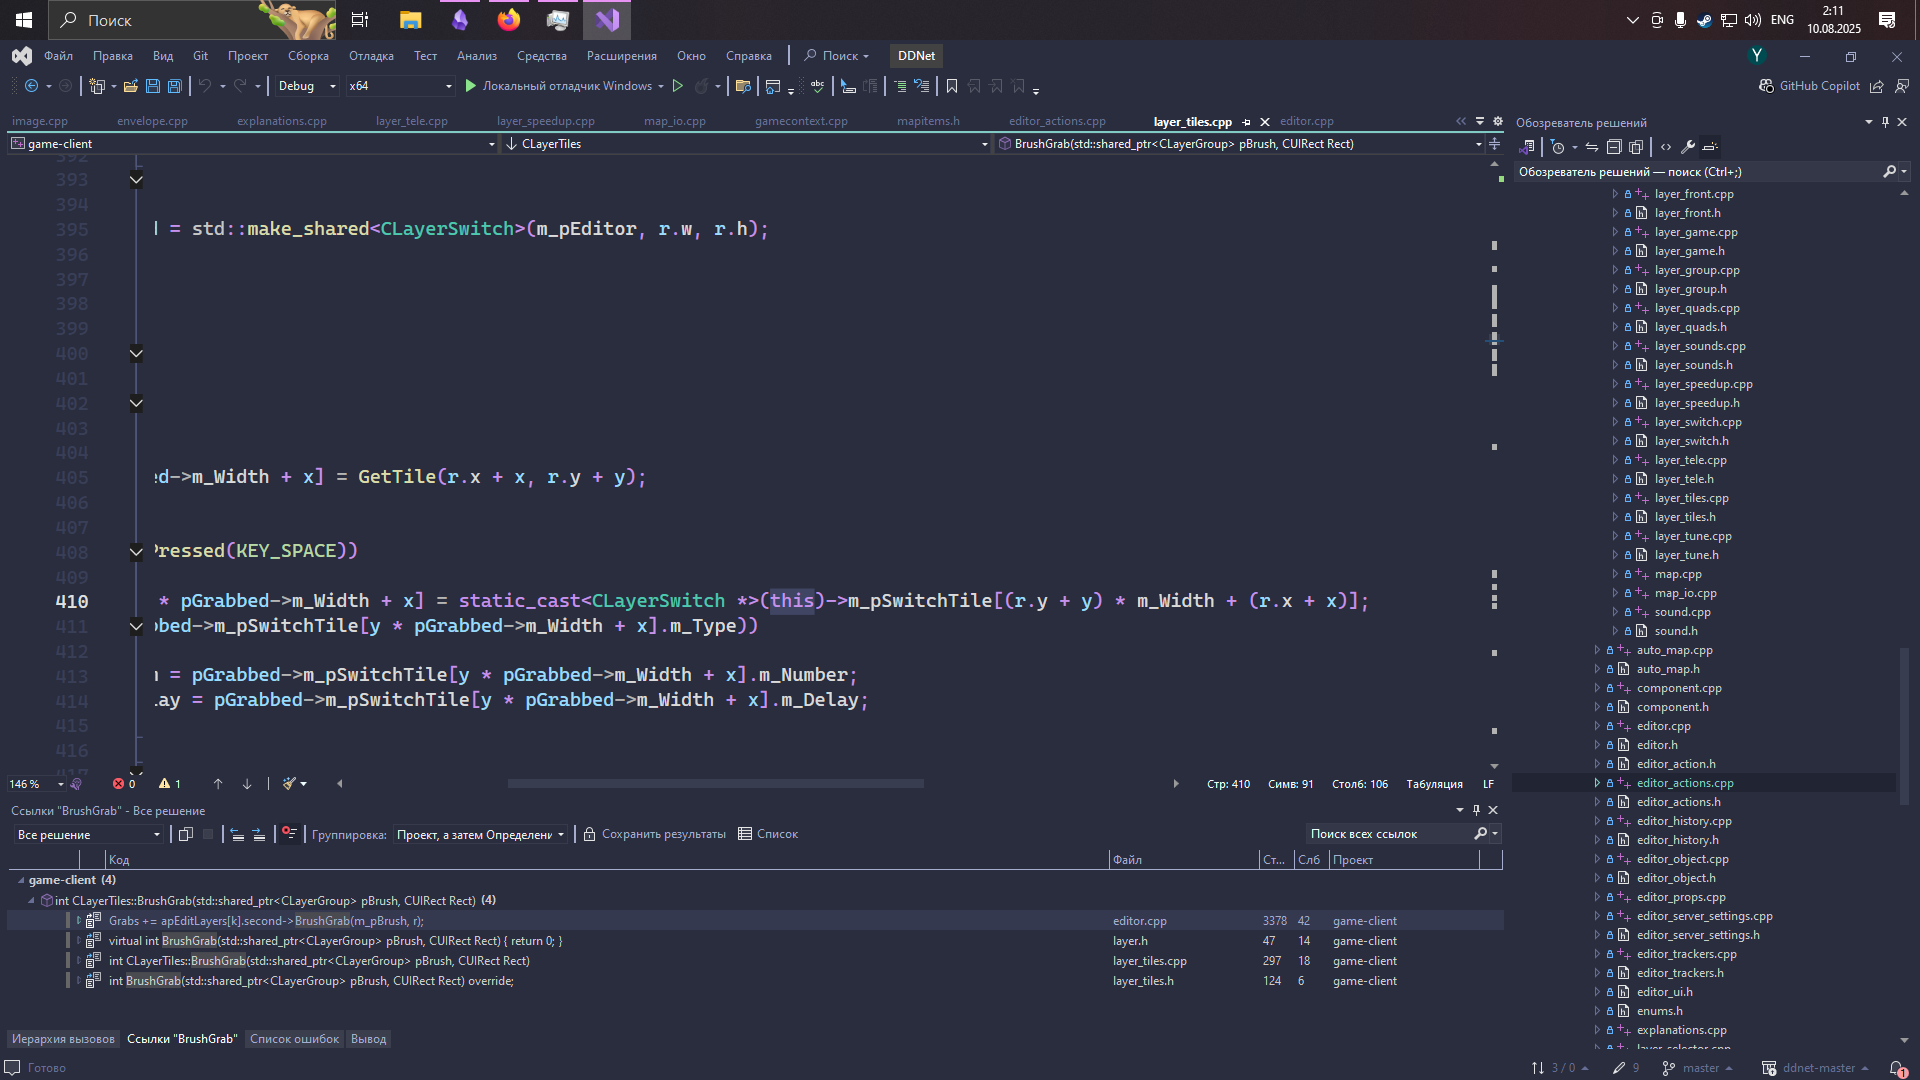 Поиск
ENG
2:11
10.08.2025
Файл Правка Вид Git Проект Сборка Отладка Тест Анализ Средства Расширения Окно Справка Поиск DDNet
Y
Debug x64 Локальный отладчик Windows GitHub Copilot
image.cpp envelope.cpp explanations.cpp layer_tele.cpp layer_speedup.cpp map_io.cpp gamecontext.cpp mapitems.h editor_actions.cpp layer_tiles.cpp editor.cpp
game-client CLayerTiles BrushGrab(std::shared_ptr<CLayerGroup> pBrush, CUIRect Rect)
392
393
394
395 = std::make_shared<CLayerSwitch>(m_pEditor, r.w, r.h);
396
397
398
399
400
401
402
403
404
405 ed->m_Width + x] = GetTile(r.x + x, r.y + y);
406
407
408 Pressed(KEY_SPACE))
409
410 * pGrabbed->m_Width + x] = static_cast<CLayerSwitch *>(this)->m_pSwitchTile[(r.y + y) * m_Width + (r.x + x)];
411 bbed->m_pSwitchTile[y * pGrabbed->m_Width + x].m_Type))
412
413 = pGrabbed->m_pSwitchTile[y * pGrabbed->m_Width + x].m_Number;
414 lay = pGrabbed->m_pSwitchTile[y * pGrabbed->m_Width + x].m_Delay;
415
416
417
146 % 0 1 Стр: 410 Симв: 91 Столб: 106 Табуляция LF
Ссылки "BrushGrab" - Все решение
Все решение Группировка: Проект, а затем Определени Сохранить результаты Список Поиск всех ссылок
Код Файл Ст... Слб Проект
game-client (4)
int CLayerTiles::BrushGrab(std::shared_ptr<CLayerGroup> pBrush, CUIRect Rect) (4)
Grabs += apEditLayers[k].second->BrushGrab(m_pBrush, r); editor.cpp 3378 42 game-client
virtual int BrushGrab(std::shared_ptr<CLayerGroup> pBrush, CUIRect Rect) { return 0; } layer.h 47 14 game-client
int CLayerTiles::BrushGrab(std::shared_ptr<CLayerGroup> pBrush, CUIRect Rect) layer_tiles.cpp 297 18 game-client
int BrushGrab(std::shared_ptr<CLayerGroup> pBrush, CUIRect Rect) override; layer_tiles.h 124 6 game-client
Иерархия вызовов Ссылки "BrushGrab" Список ошибок Вывод
Обозреватель решений
Обозреватель решений — поиск (Ctrl+;)
layer_front.cpp
layer_front.h
layer_game.cpp
layer_game.h
layer_group.cpp
layer_group.h
layer_quads.cpp
layer_quads.h
layer_sounds.cpp
layer_sounds.h
layer_speedup.cpp
layer_speedup.h
layer_switch.cpp
layer_switch.h
layer_tele.cpp
layer_tele.h
layer_tiles.cpp
layer_tiles.h
layer_tune.cpp
layer_tune.h
map.cpp
map_io.cpp
sound.cpp
sound.h
auto_map.cpp
auto_map.h
component.cpp
component.h
editor.cpp
editor.h
editor_action.h
editor_actions.cpp
editor_actions.h
editor_history.cpp
editor_history.h
editor_object.cpp
editor_object.h
editor_props.cpp
editor_server_settings.cpp
editor_server_settings.h
editor_trackers.cpp
editor_trackers.h
editor_ui.h
enums.h
explanations.cpp
layer_selector.cpp
Готово 3 / 0 9 master ddnet-master 1